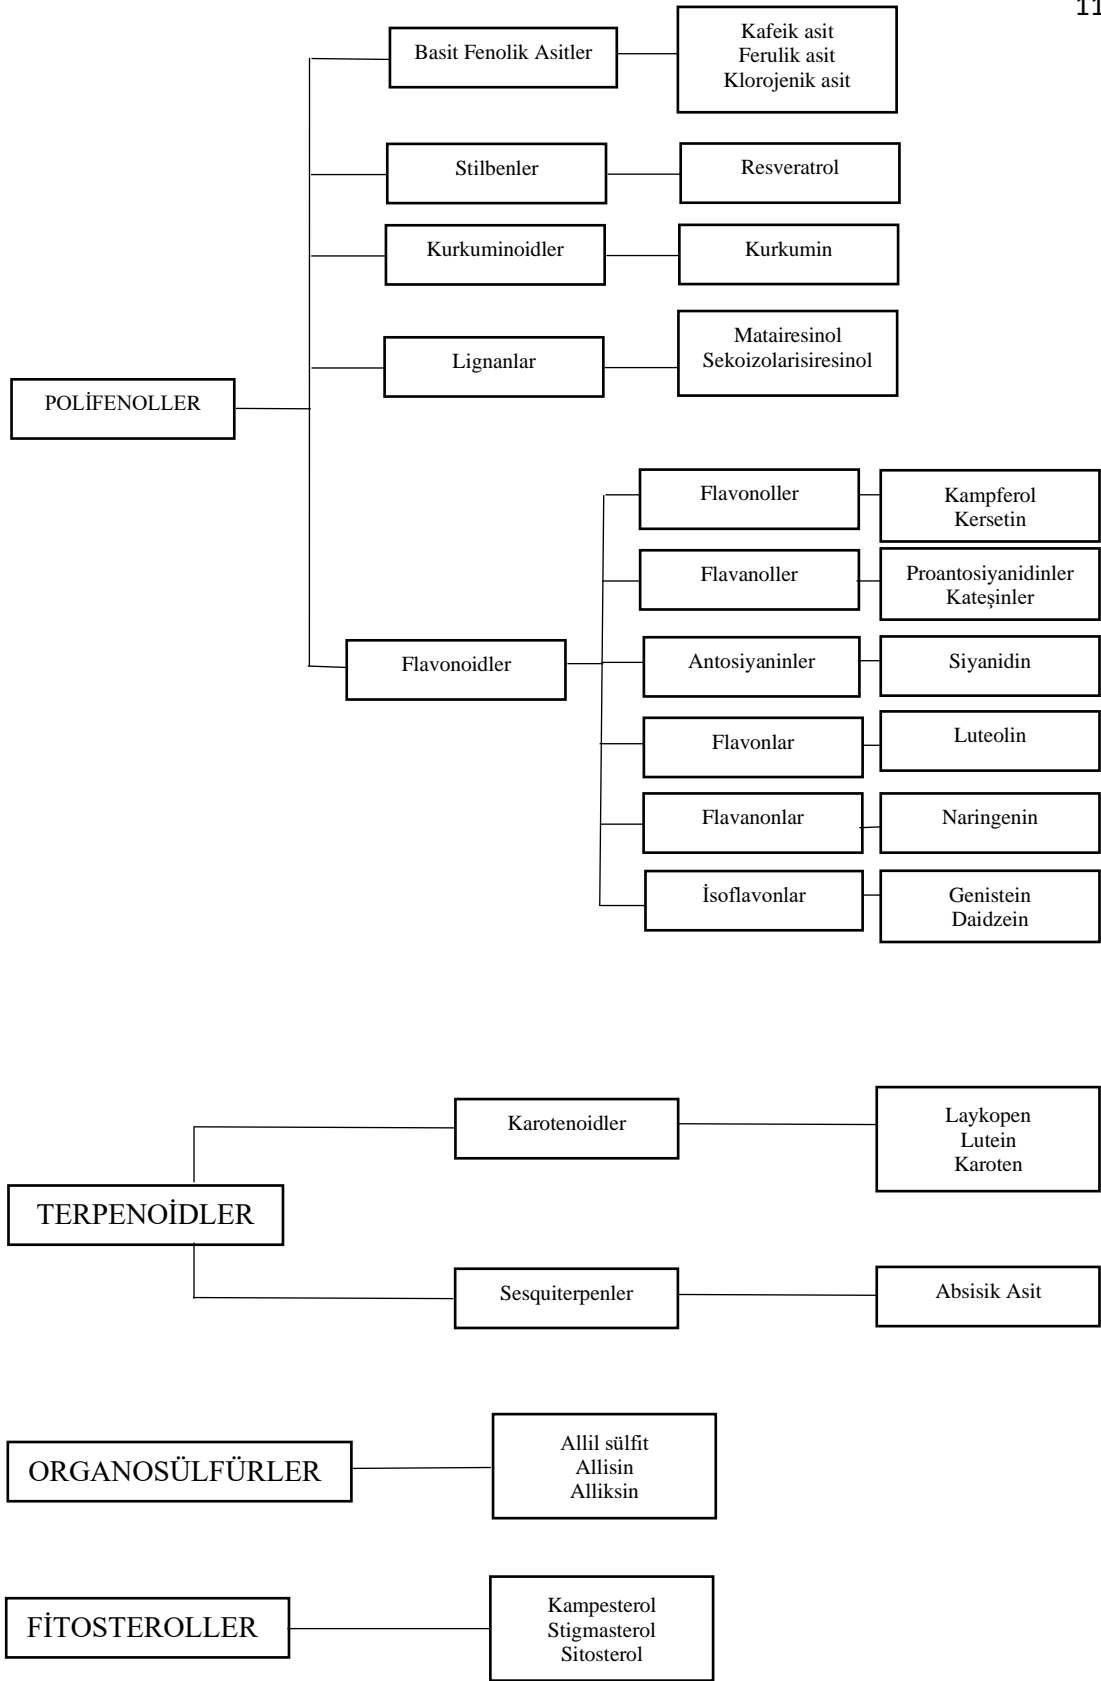 11
Basit Fenolik Asitler
Kafeik asit
Ferulik asit
Klorojenik asit
Stilbenler
Resveratrol
Kurkuminoidler
Kurkumin
Lignanlar
Matairesinol
Sekoizolarisiresinol
POLİFENOLLER
Flavonoller
Kampferol
Kersetin
Flavanoller
Proantosiyanidinler
Kateşinler
Flavonoidler
Antosiyaninler
Siyanidin
Flavonlar
Luteolin
Flavanonlar
Naringenin
İsoflavonlar
Genistein
Daidzein
Karotenoidler
Laykopen
Lutein
Karoten
TERPENOİDLER
Sesquiterpenler
Absisik Asit
ORGANOSÜLFÜRLER
Allil sülfit
Allisin
Alliksin
FİTOSTEROLLER
Kampesterol
Stigmasterol
Sitosterol